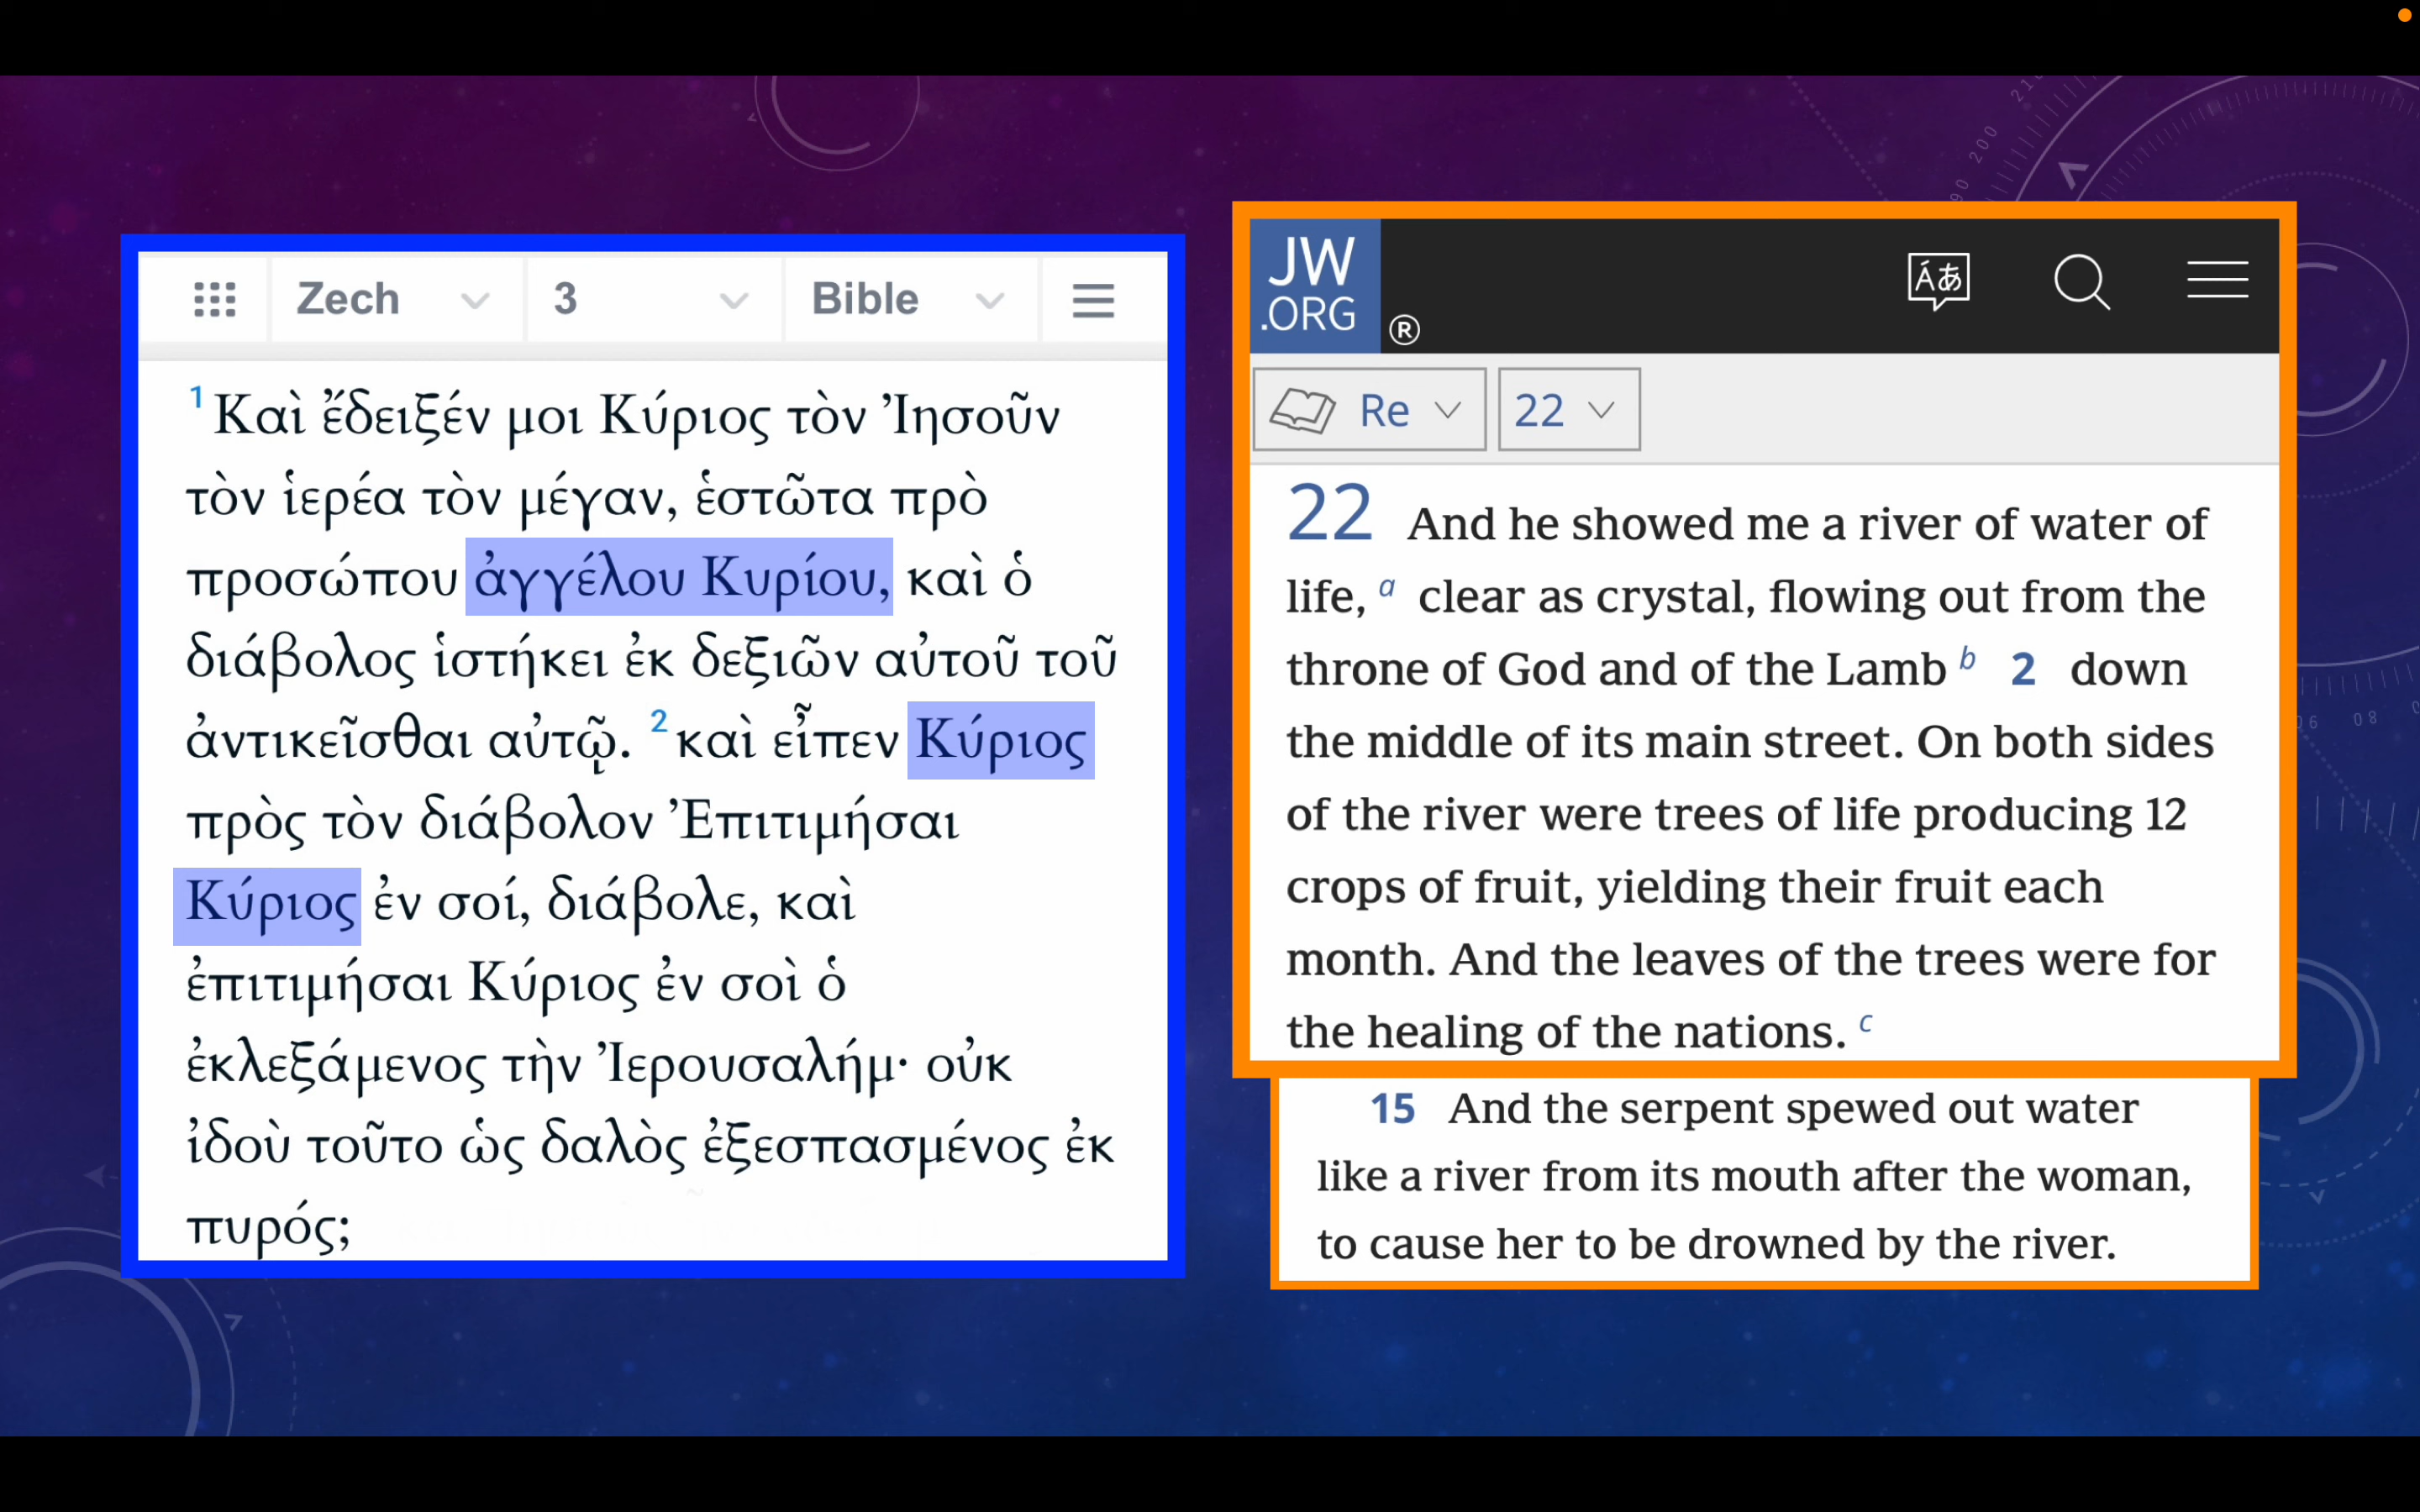 Zech 3 Bible
1 Καὶ ἔδειξέν μοι Κύριος τὸν Ἰησοῦν
τὸν ἱερέα τὸν μέγαν, ἑστῶτα πρὸ
προσώπου ἀγγέλου Κυρίου, καὶ ὁ
διάβολος ἱστήκει ἐκ δεξιῶν αὐτοῦ τοῦ
ἀντικεῖσθαι αὐτῷ. 2 καὶ εἶπεν Κύριος
πρὸς τὸν διάβολον Ἐπιτιμήσαι
Κύριος ἐν σοί, διάβολε, καὶ
ἐπιτιμήσαι Κύριος ἐν σοὶ ὁ
ἐκλεξάμενος τὴν Ἰερουσαλήμ· οὐκ
ἰδοὺ τοῦτο ὡς δαλὸς ἐξεσπασμένος ἐκ
πυρός;
JW
.ORG ®
Áあ
Re 22
22 And he showed me a river of water of
life, a clear as crystal, flowing out from the
throne of God and of the Lamb b 2 down
the middle of its main street. On both sides
of the river were trees of life producing 12
crops of fruit, yielding their fruit each
month. And the leaves of the trees were for
the healing of the nations. c
15 And the serpent spewed out water
like a river from its mouth after the woman,
to cause her to be drowned by the river.